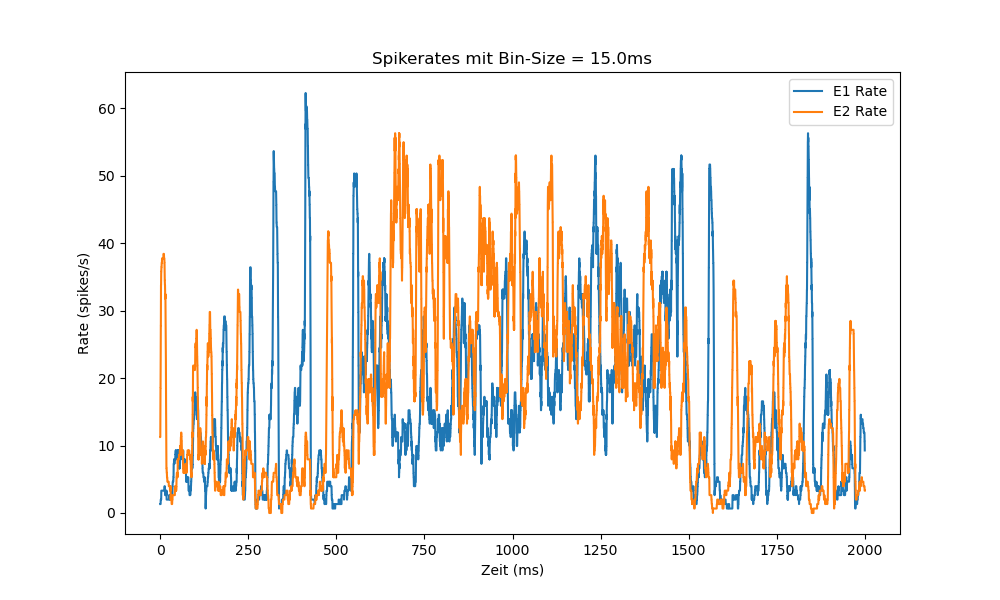 Spikerates mit Bin-Size = 15.0ms
E1 Rate
E2 Rate
Rate (spikes/s)
60
50
40
30
20
10
0
0 250 500 750 1000 1250 1500 1750 2000
Zeit (ms)